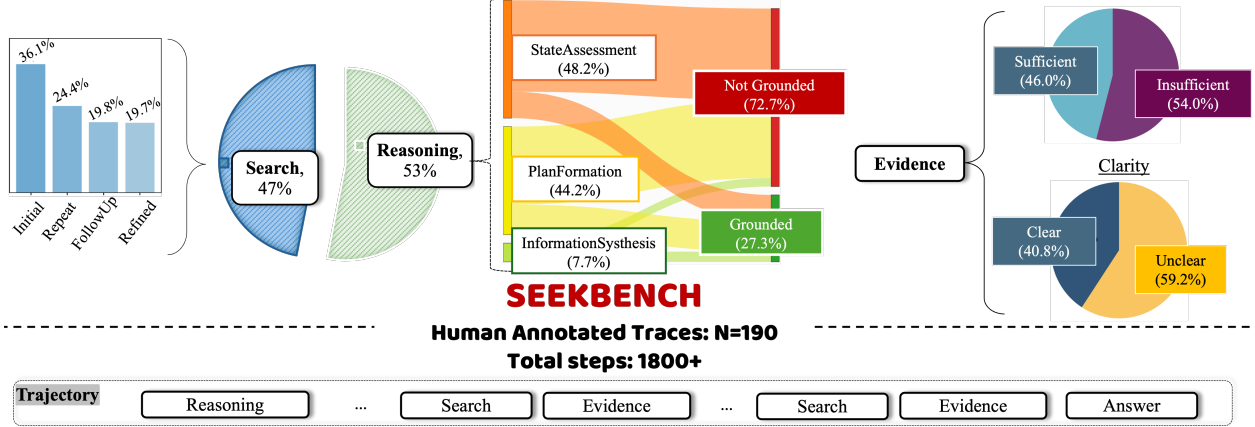 36.1%
24.4%
19.8%
19.7%
Initial
Repeat
FollowUp
Refined
Search,
47%
Reasoning,
53%
StateAssessment
(48.2%)
PlanFormation
(44.2%)
InformationSysthesis
(7.7%)
Not Grounded
(72.7%)
Grounded
(27.3%)
Evidence
Sufficient
(46.0%)
Insufficient
(54.0%)
Clarity
Clear
(40.8%)
Unclear
(59.2%)
SEEKBENCH
Human Annotated Traces: N=190
Total steps: 1800+
Trajectory
Reasoning
...
Search
Evidence
...
Search
Evidence
Answer